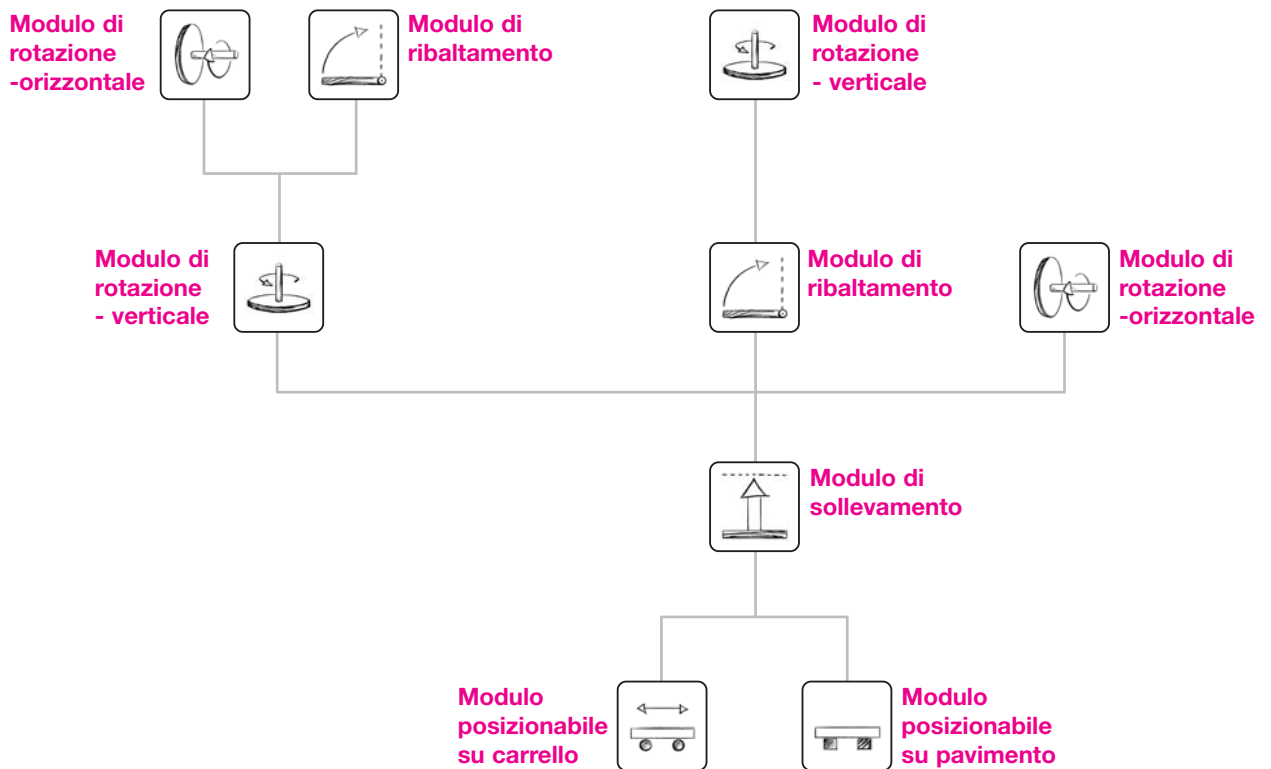 Modulo di
rotazione
-orizzontale
Modulo di
ribaltamento
Modulo di
rotazione
- verticale
Modulo di
rotazione
- verticale
Modulo di
ribaltamento
Modulo di
rotazione
-orizzontale
Modulo di
sollevamento
Modulo
posizionabile
su carrello
Modulo
posizionabile
su pavimento